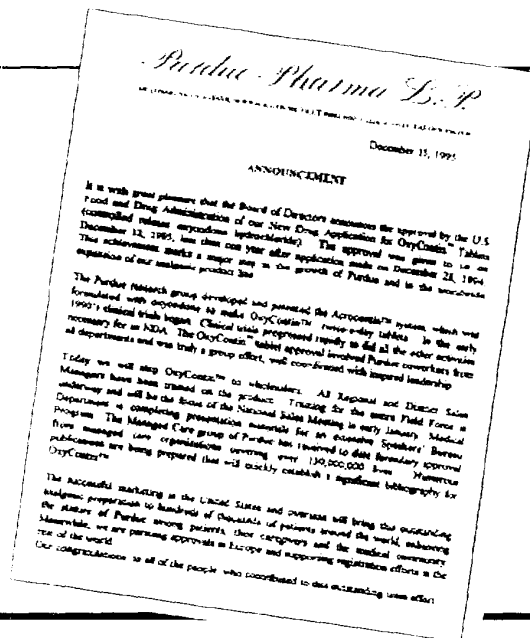 Purdue Pharma L.P.
December 15, 1995
ANNOUNCEMENT
It is with great pleasure that the Board of Directors announces the approval by the U.S.
Food and Drug Administration of our New Drug Application for OxyContin™ Tablets
(controlled release oxycodone hydrochloride). The approval was given to us on
December 12, 1995, less than one year after application made on December 28, 1994
This achievement marks a major step in the growth of Purdue and in the worldwide
expansion of our analgesic product line
The Purdue research group developed and patented the Acrocontin™ system, which was
formulated with oxycodone to make OxyContin™ twice-a-day tablets. In the early
1990's clinical trials began. Clinical trials progressed rapidly to and all the other activities
necessary for an NDA. The OxyContin™ tablet approval involved Purdue coworkers from
all departments and was truly a group effort, well coordinated with inspired leadership
Today we will ship OxyContin™ to wholesalers. All Regional and District Sales
Managers have been trained on the product. Training for the entire Field Force is
underway and will be the focus of the National Sales Meeting in early January. Medical
Department is completing presentation materials for an extensive Speakers' Bureau
Program. The Managed Care group of Purdue has received to date formulary approval
from managed care organizations covering over 130,000,000 lives. Numerous
publications are being prepared that will quickly establish a significant bibliography for
OxyContin™
The successful marketing in the United States and overseas will bring this outstanding
analgesic preparation to hundreds of thousands of patients around the world, enhancing
the stature of Purdue among patients, their caregivers and the medical community
Meanwhile, we are pursuing approvals in Europe and supporting registration efforts in the
rest of the world
Our congratulations to all of the people who contributed to this outstanding team effort